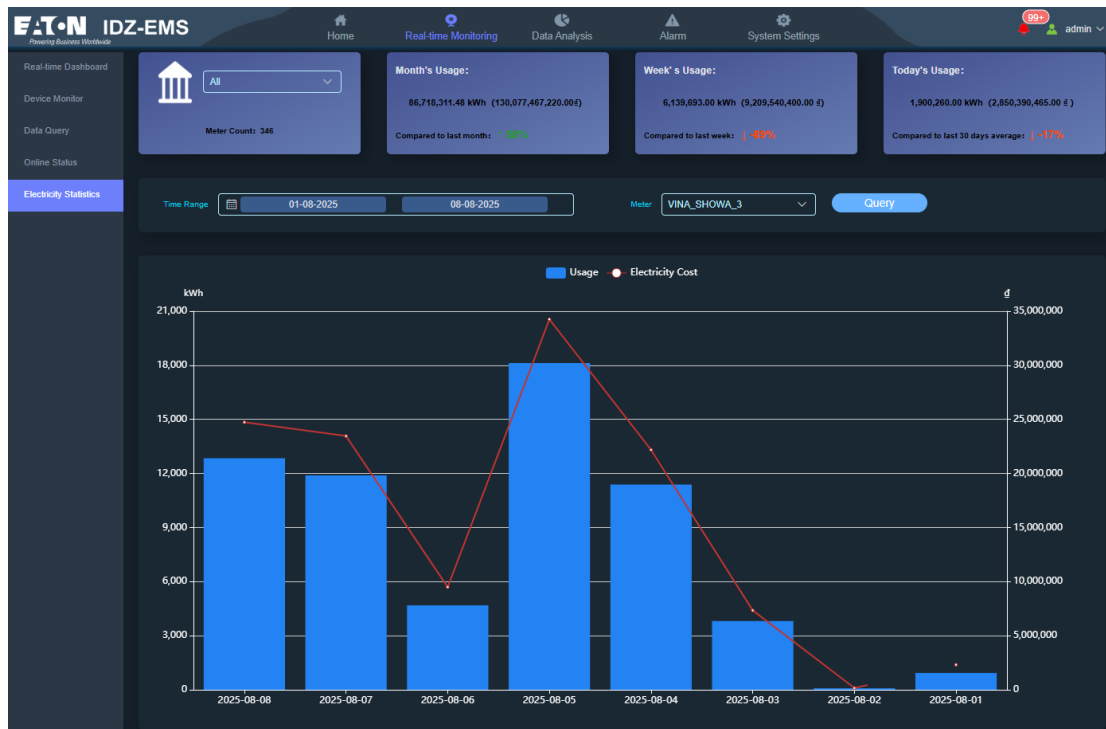 EATON IDZ-EMS
Powering Business Worldwide
Home
Real-time Monitoring
Data Analysis
Alarm
System Settings
99+
admin
Real-time Dashboard
Device Monitor
Data Query
Online Status
Electricity Statistics
All
Meter Count: 346
Month's Usage:
86,718,311.48 kWh (130,077,467,220.00₫)
Compared to last month:
Week' s Usage:
6,139,693.00 kWh (9,209,540,400.00 ₫)
Compared to last week: ↓ -69%
Today's Usage:
1,900,260.00 kWh (2,850,390,465.00 ₫ )
Compared to last 30 days average: ↓ -17%
Time Range
01-08-2025
08-08-2025
Meter
VINA_SHOWA_3
Query
Usage
Electricity Cost
kWh
₫
21,000
18,000
15,000
12,000
9,000
6,000
3,000
0
35,000,000
30,000,000
25,000,000
20,000,000
15,000,000
10,000,000
5,000,000
0
2025-08-08
2025-08-07
2025-08-06
2025-08-05
2025-08-04
2025-08-03
2025-08-02
2025-08-01